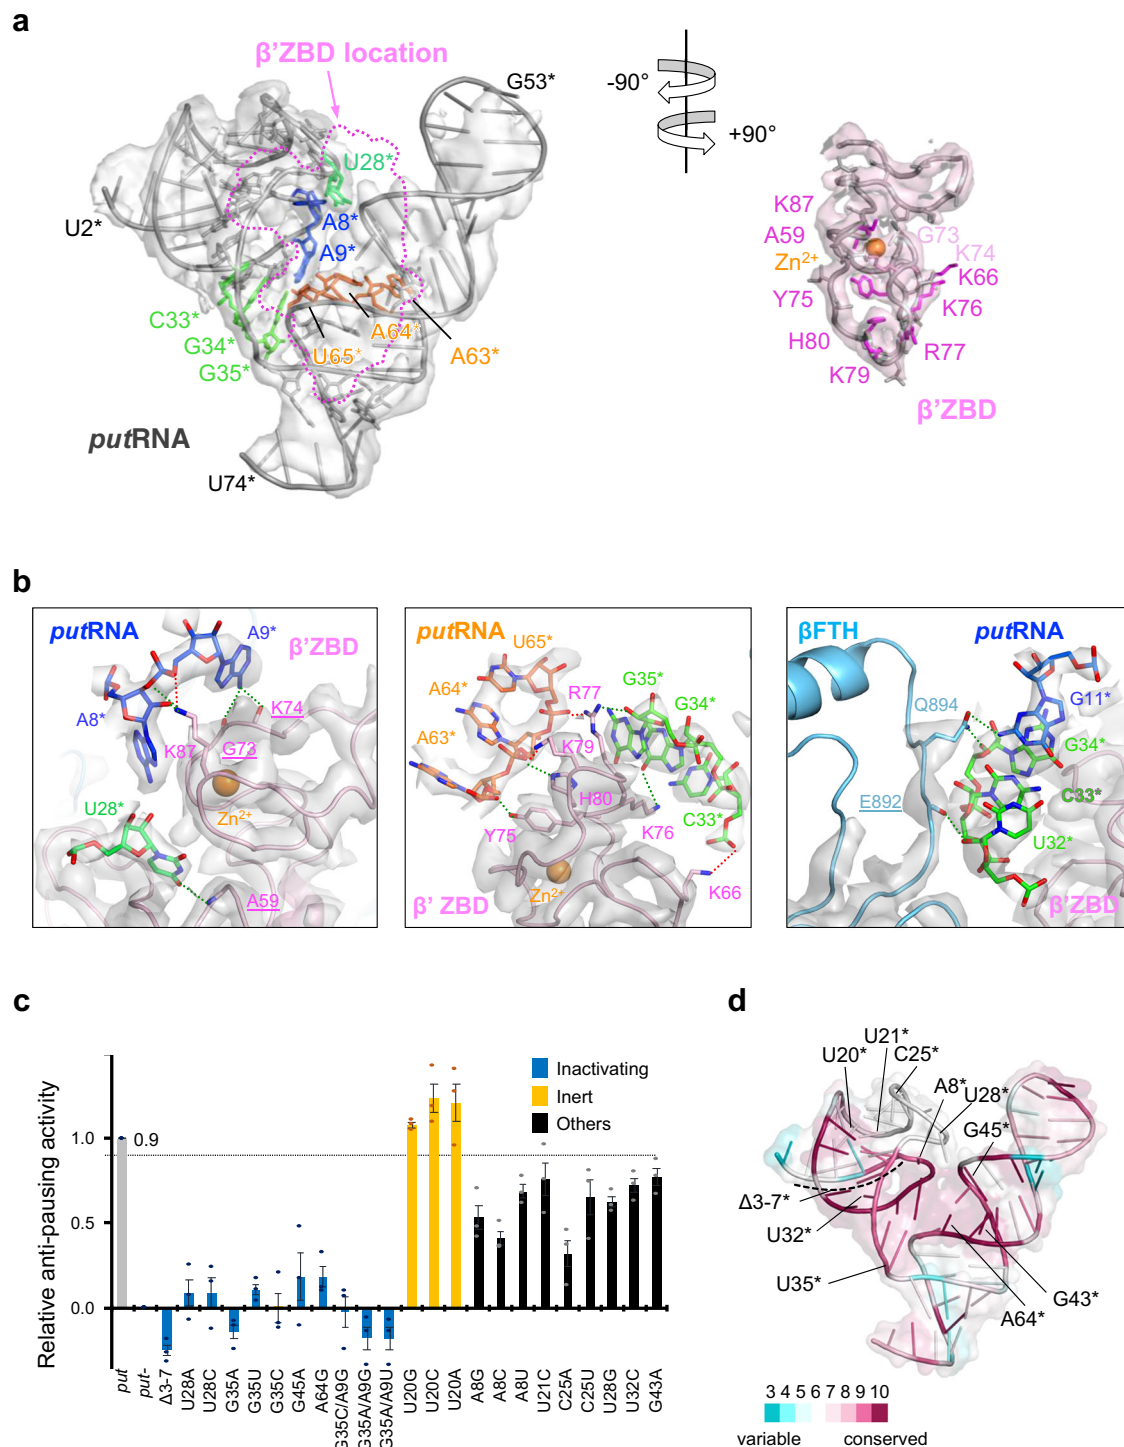 a
β'ZBD location
G53*
-90°
+90°
U28*
A8*
A9*
U2*
C33*
G34*
G35*
U65*
A64*
A63*
putRNA
U74*
K87
A59
Zn2+
Y75
H80
K79
G73
K74
K66
K76
R77
β'ZBD
b
putRNA
A9*
β'ZBD
A8*
K87
K74
G73
U28*
Zn2+
A59
putRNA
U65*
A64*
R77
G35*
G34*
A63*
K79
H80
C33*
Y75
K76
Zn2+
K66
β' ZBD
βFTH
putRNA
Q894
G11*
G34*
E892
C33*
U32*
β'ZBD
c
Relative anti-pausing activity
1.0
0.5
0.0
0.9
Inactivating
Inert
Others
put
put-
Δ3-7
U28A
U28C
G35A
G35U
G35C
G45A
A64G
G35C/A9G
G35A/A9G
G35A/A9U
U20G
U20C
U20A
A8G
A8C
A8U
U21C
C25A
C25U
U28G
U32C
G43A
d
U21*
U20*
C25*
A8*
U28*
G45*
Δ3-7*
U32*
U35*
G43*
A64*
3 4 5 6 7 8 9 10
variable
conserved